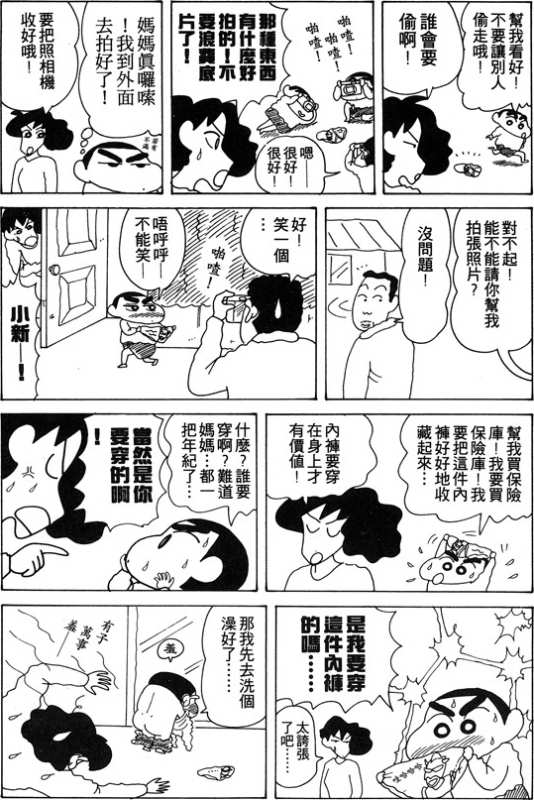 幫我看好！
不要讓別人
偷走哦！
誰會要
偷啊！
啪喳！
啪喳！
啪喳！
嗯──
很好！
很好！
那種東西
有什麼好
拍的！不
要浪費底
片了！
媽媽真囉嗦
！我到外面
去拍好了！
要把照相機
收好哦！
對不起！
能不能請你幫我
拍張照片？
沒問題！
好！
笑一個
…
啪喳！
唔呼呼
不能笑─
小新─！
幫我買保險
庫！我要買
保險庫！我
要把這件內
褲好好地收
藏起來…
內褲要穿
在身上才
有價值！
什麼？誰要
穿啊？難道
媽媽…都一
把年紀了…
當然是你
要穿的啊
！
是我要穿
這件內褲
的嗎……
太誇張
了吧……
那我先去洗個
澡好了……
羞
有子
萬事
羞